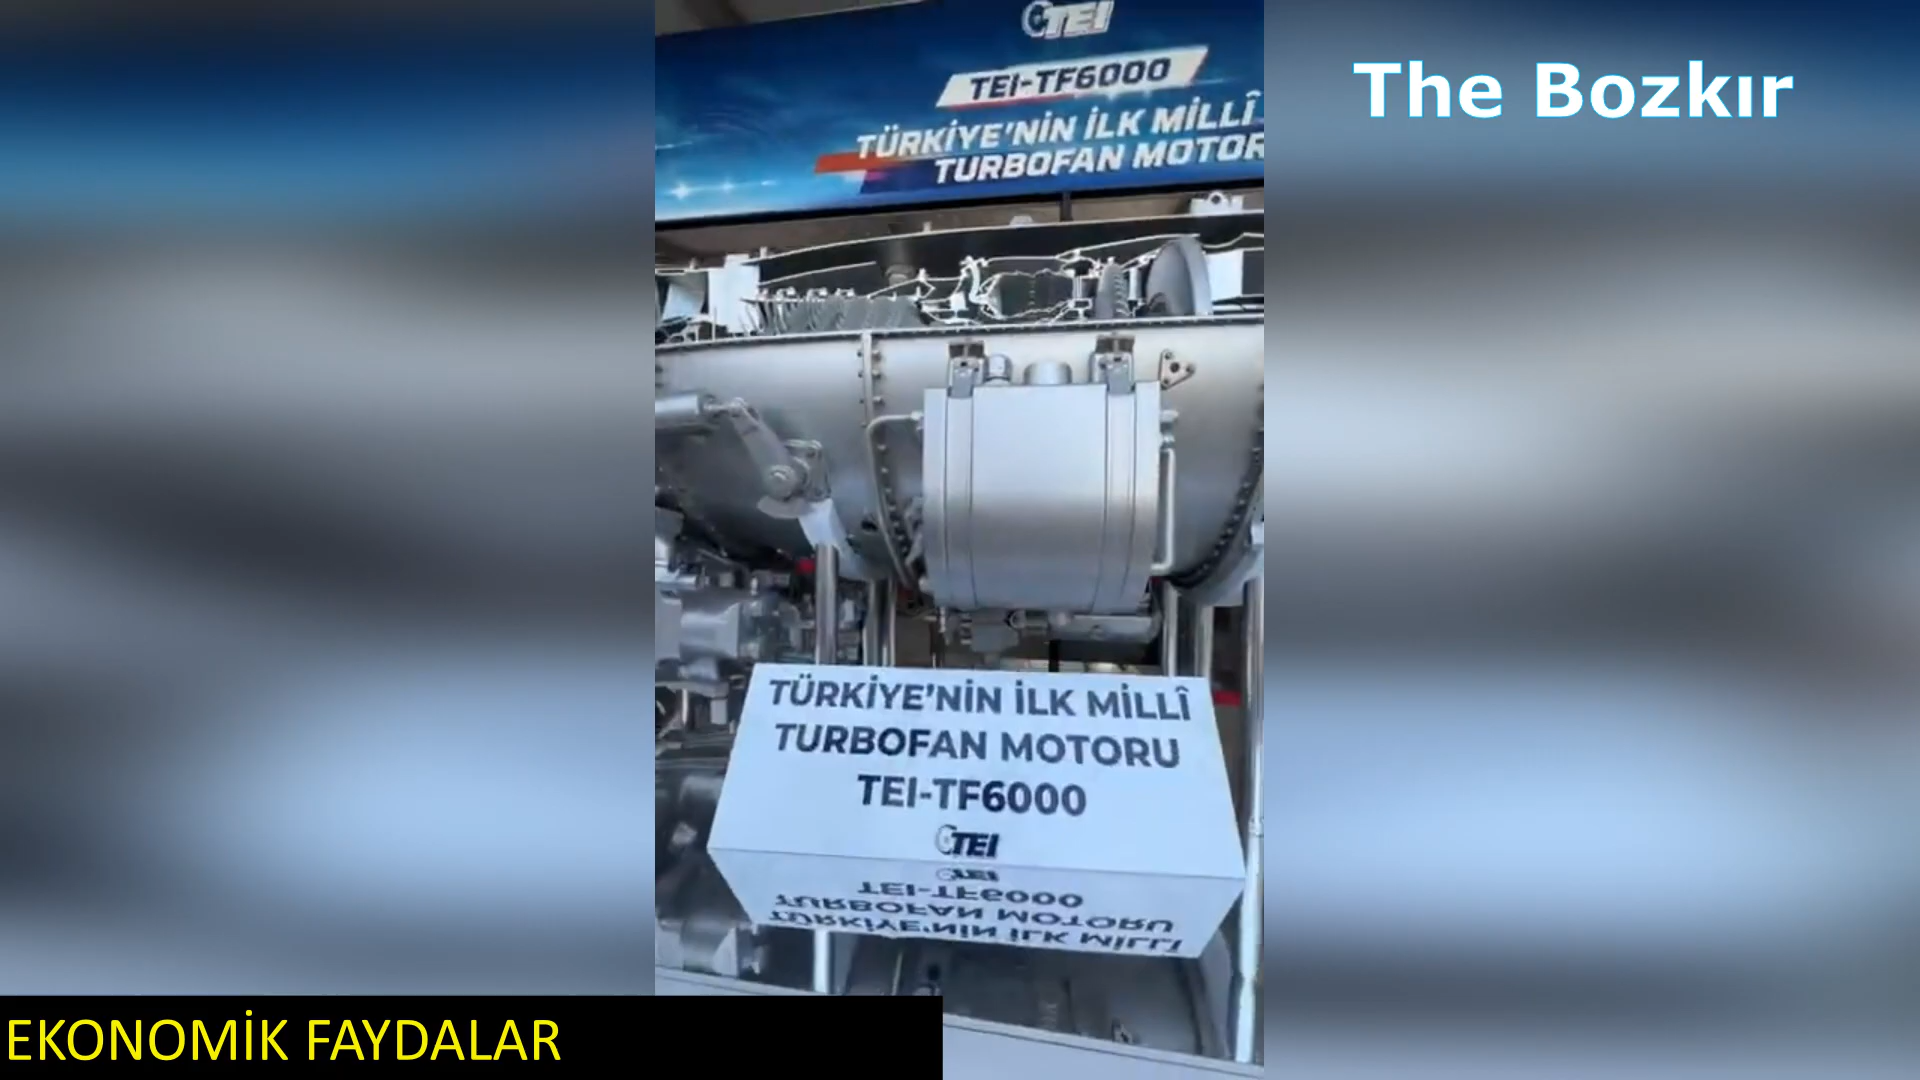 TEI
TEI-TF6000
TÜRKİYE'NİN İLK MİLLÎ
TURBOFAN MOTOR
The Bozkır
TÜRKİYE'NİN İLK MİLLÎ
TURBOFAN MOTORU
TEI-TF6000
TEI
TEI
TEI-TF6000
TURBOFAN MOTORU
TÜRKİYE'NİN İLK MİLLÎ
EKONOMİK FAYDALAR